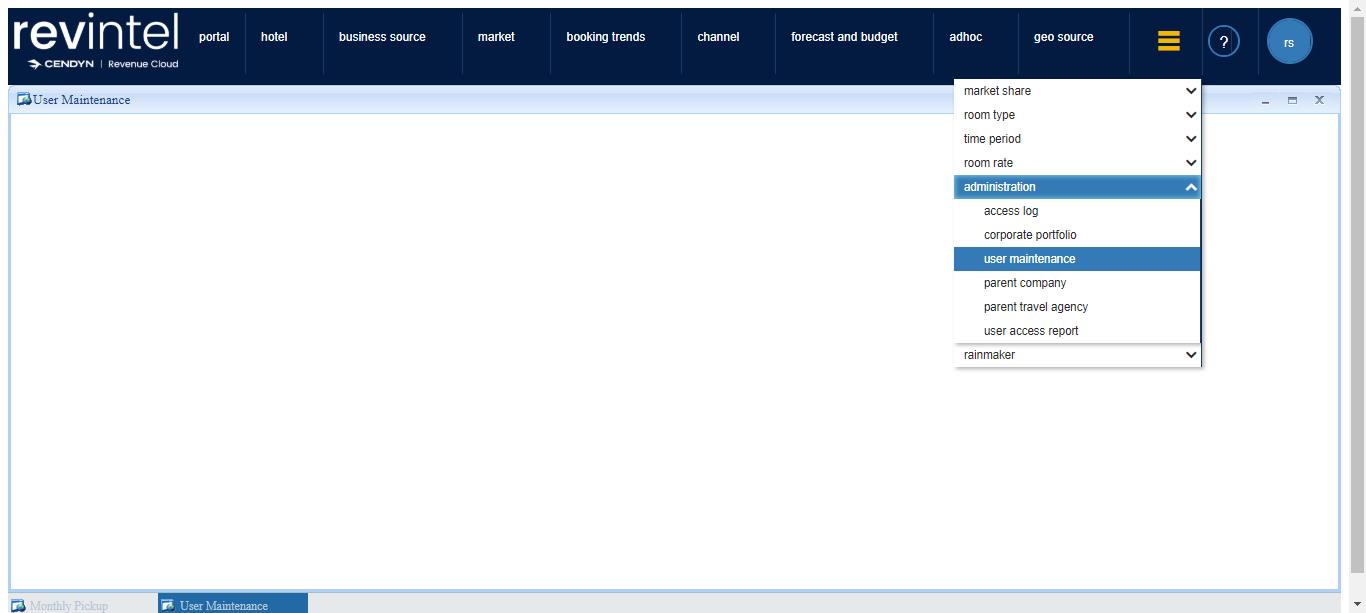 revintel
CENDYN | Revenue Cloud
portal hotel business source market booking trends channel forecast and budget adhoc geo source ? rs
User Maintenance
market share
room type
time period
room rate
administration
access log
corporate portfolio
user maintenance
parent company
parent travel agency
user access report
rainmaker
Monthly Pickup User Maintenance